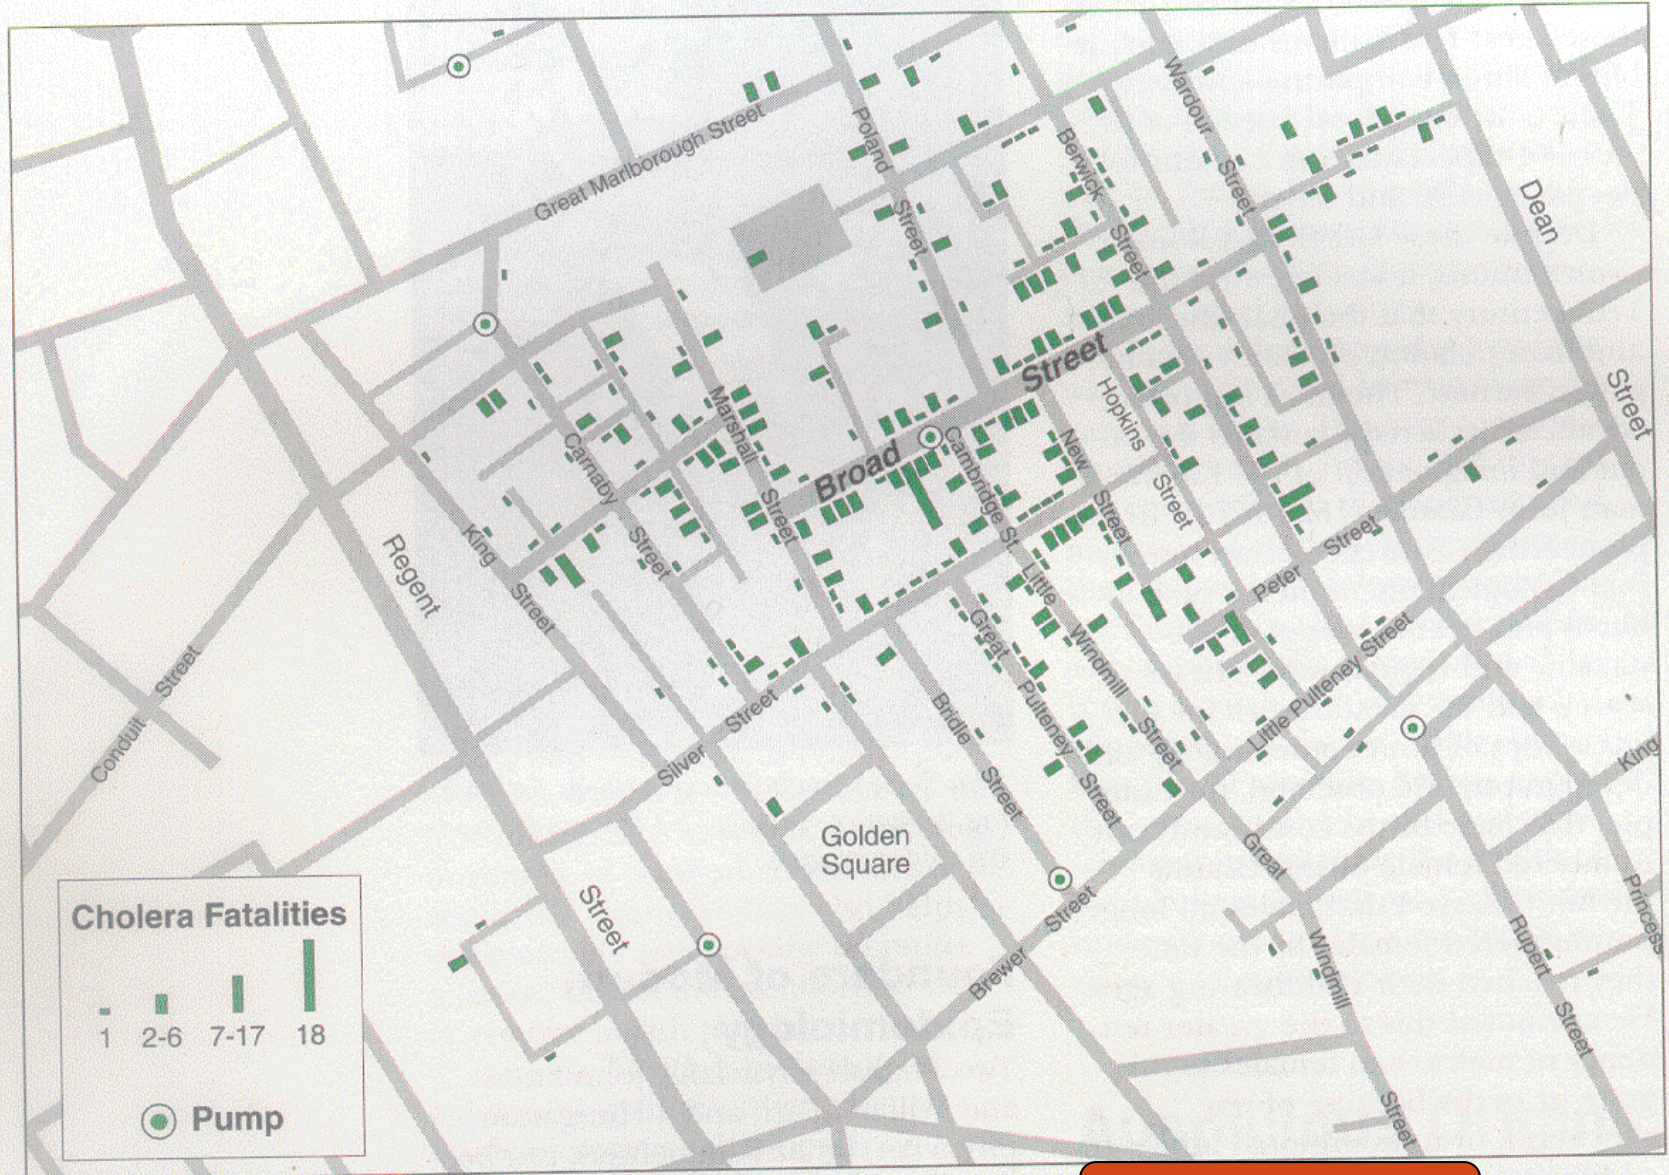 Great Marlborough Street
Poland
Street
Berwick
Street
Wardour
Street
Dean
Street
Broad
Street
Hopkins
Street
Marshall
Street
Carnaby
Street
Cambridge St.
New
Street
King
Street
Regent
Street
Conduit
Street
Silver
Street
Little
Windmill
Street
Great
Pulteney
Street
Bridle
Street
Peter
Street
Little Pulteney Street
Golden
Square
Brewer
Street
Great
Windmill
Street
Rupert
Street
King
Princess
Cholera Fatalities
1 2-6 7-17 18
Pump